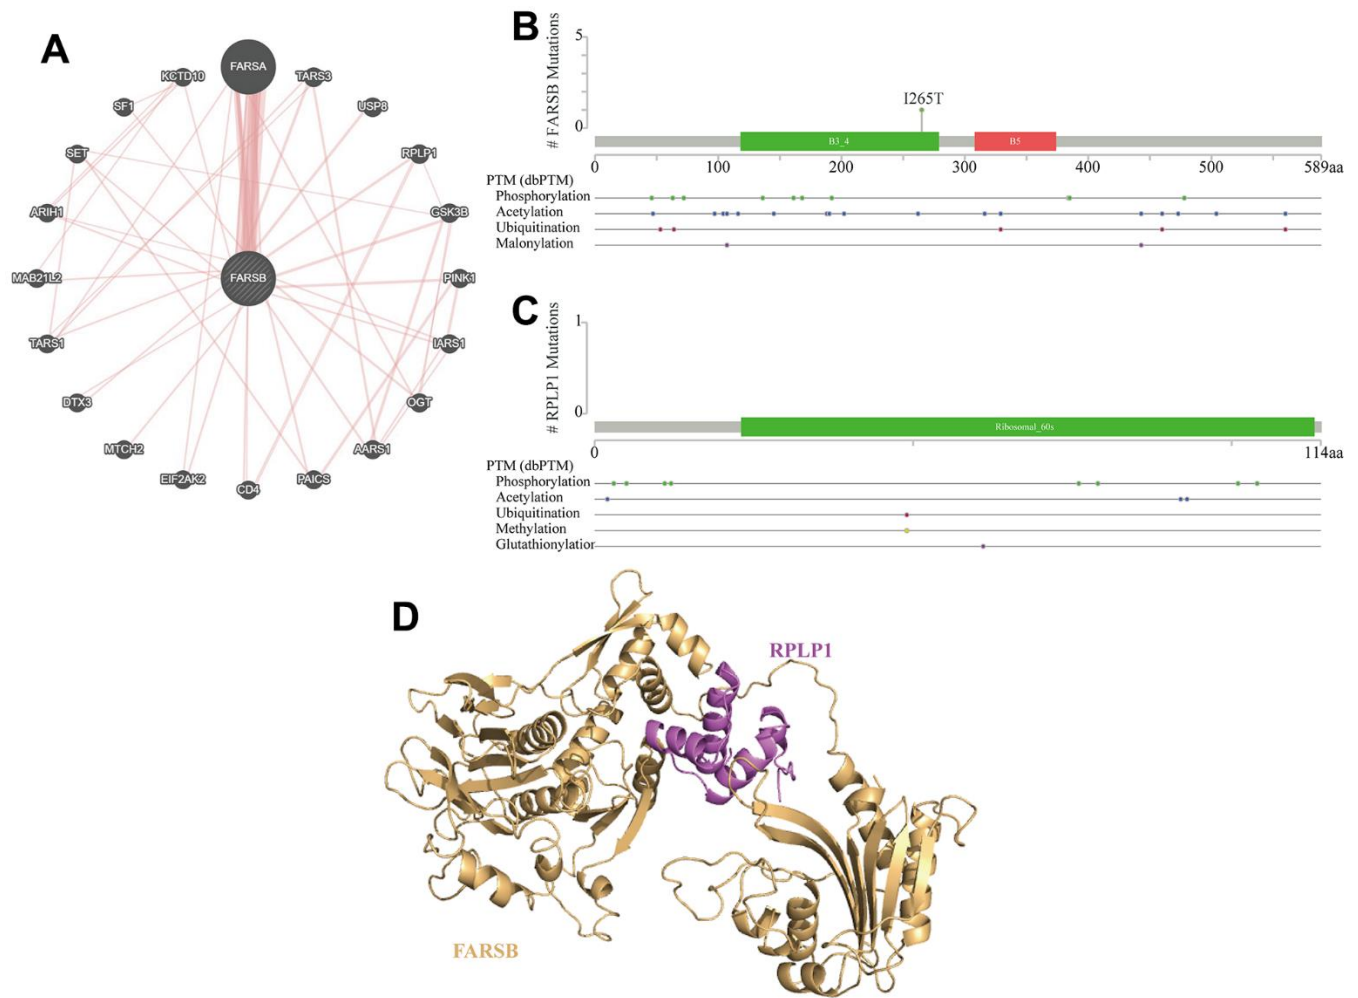 A
FARSA
KCTD10
TARS3
SF1
USP8
SET
RPLP1
ARIH1
GSK3B
MAB21L2
FARSB
PINK1
TARS1
IARS1
DTX3
OGT
MTCH2
AARS1
EIF2AK2
CD4
PAICS
B
# FARSB Mutations
5
0
I265T
B3_4
B5
0 100 200 300 400 500 589aa
PTM (dbPTM)
Phosphorylation
Acetylation
Ubiquitination
Malonylation
C
# RPLP1 Mutations
1
0
Ribosomal_60s
0 114aa
PTM (dbPTM)
Phosphorylation
Acetylation
Ubiquitination
Methylation
Glutathionylation
D
RPLP1
FARSB